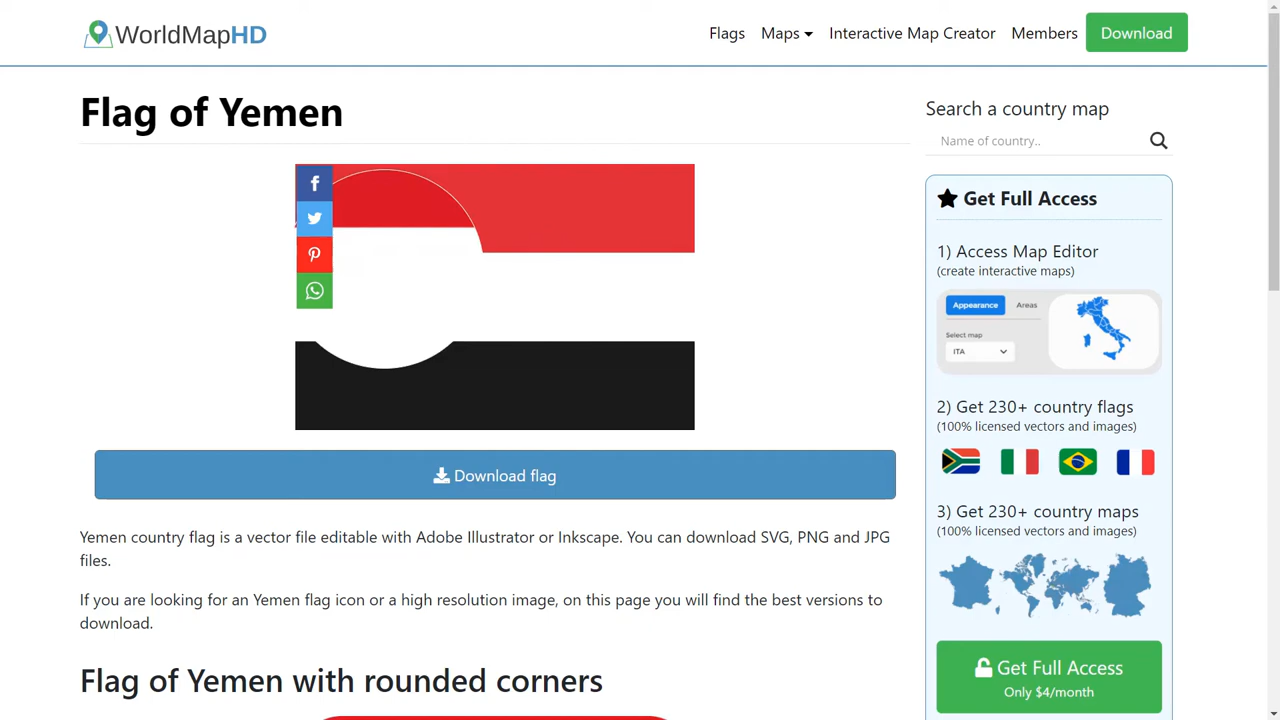 WorldMapHD
Flags Maps Interactive Map Creator Members Download
Flag of Yemen
Download flag
Yemen country flag is a vector file editable with Adobe Illustrator or Inkscape. You can download SVG, PNG and JPG
files.
If you are looking for an Yemen flag icon or a high resolution image, on this page you will find the best versions to
download.
Flag of Yemen with rounded corners
Search a country map
Name of country..
Get Full Access
1) Access Map Editor
(create interactive maps)
Appearance Areas
Select map
ITA
2) Get 230+ country flags
(100% licensed vectors and images)
3) Get 230+ country maps
(100% licensed vectors and images)
Get Full Access
Only $4/month